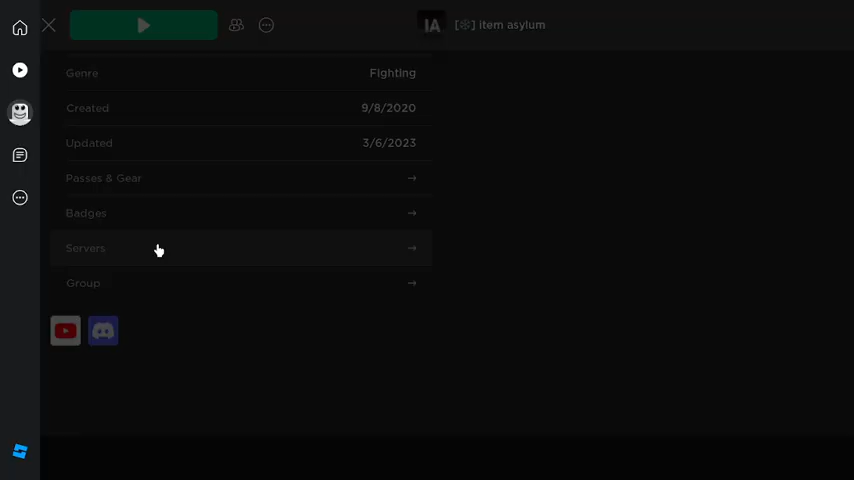 IA [❄] item asylum
Genre Fighting
Created 9/8/2020
Updated 3/6/2023
Passes & Gear →
Badges →
Servers →
Group →